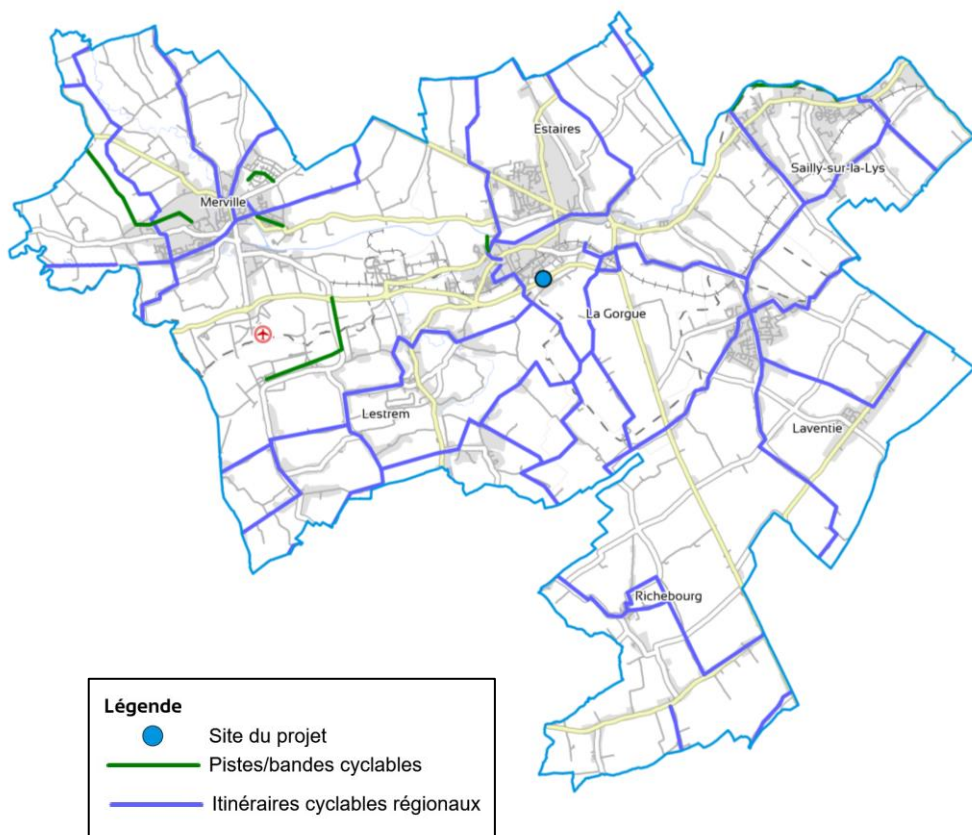 Estaires
Sailly-sur-la-Lys
Merville
La Gorgue
Lestrem
Laventie
Richebourg
Légende
Site du projet
Pistes/bandes cyclables
Itinéraires cyclables régionaux